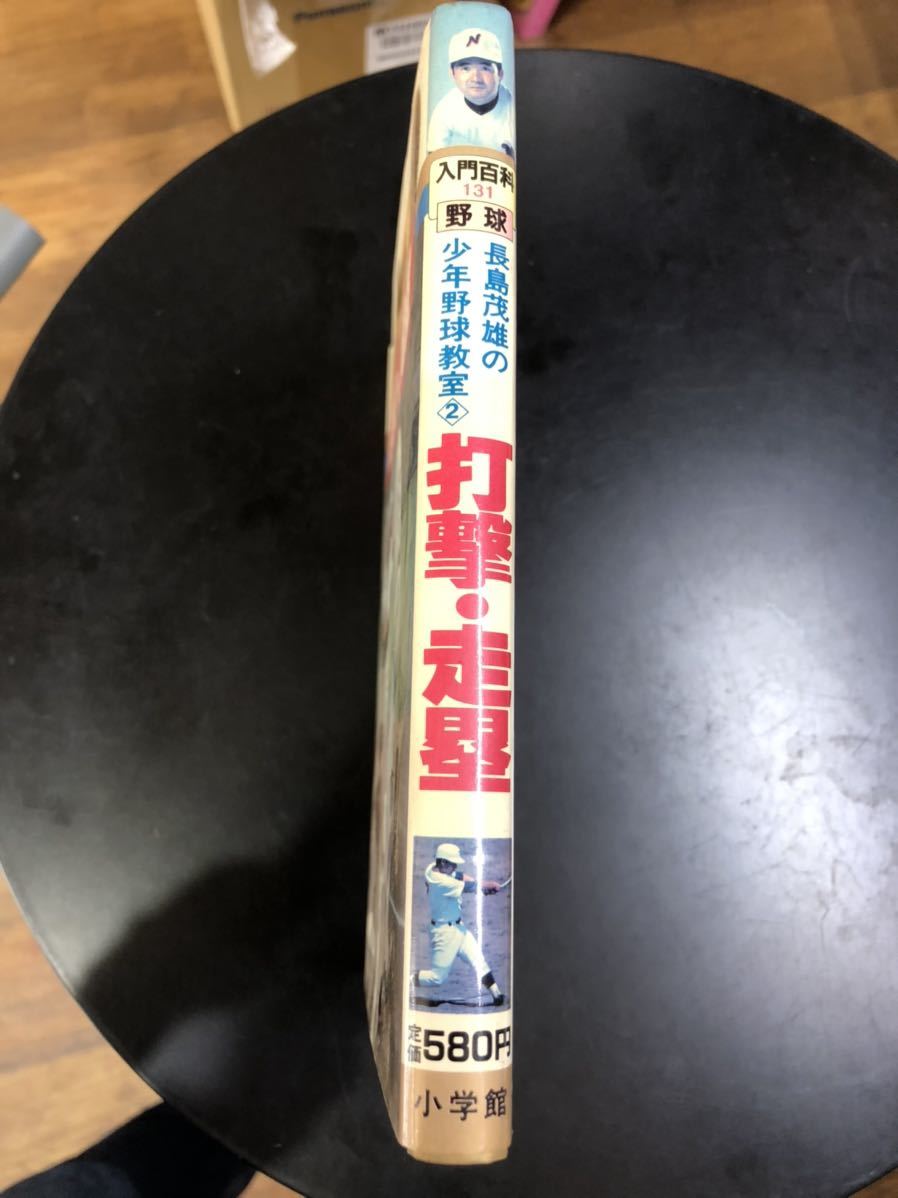 Panasonic
N
入門百科
131
野球
長島茂雄の
少年野球教室②
打撃・走塁
定価580円
小学館